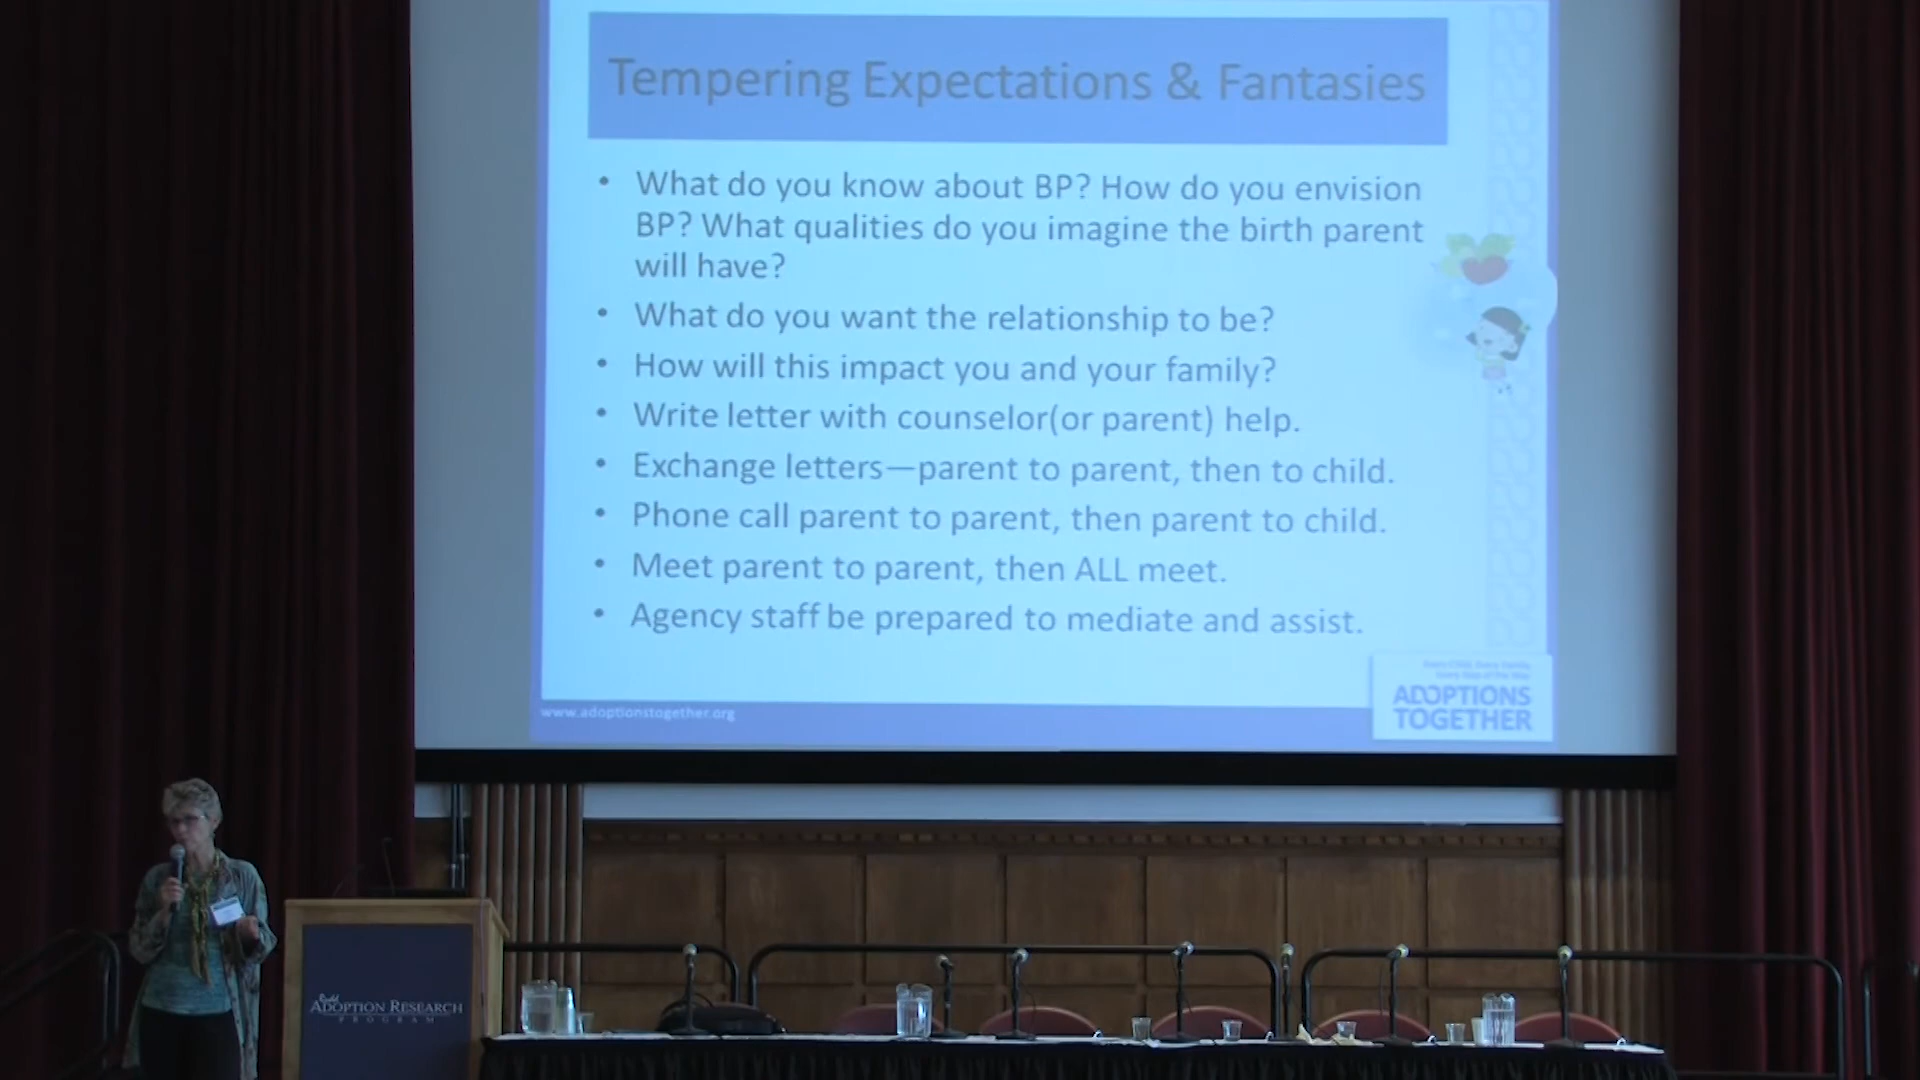 Tempering Expectations & Fantasies
• What do you know about BP? How do you envision
BP? What qualities do you imagine the birth parent
will have?
• What do you want the relationship to be?
• How will this impact you and your family?
• Write letter with counselor(or parent) help.
• Exchange letters—parent to parent, then to child.
• Phone call parent to parent, then parent to child.
• Meet parent to parent, then ALL meet.
• Agency staff be prepared to mediate and assist.
www.adoptionstogether.org
ADOPTIONS
TOGETHER
Rudd
ADOPTION RESEARCH
PROGRAM